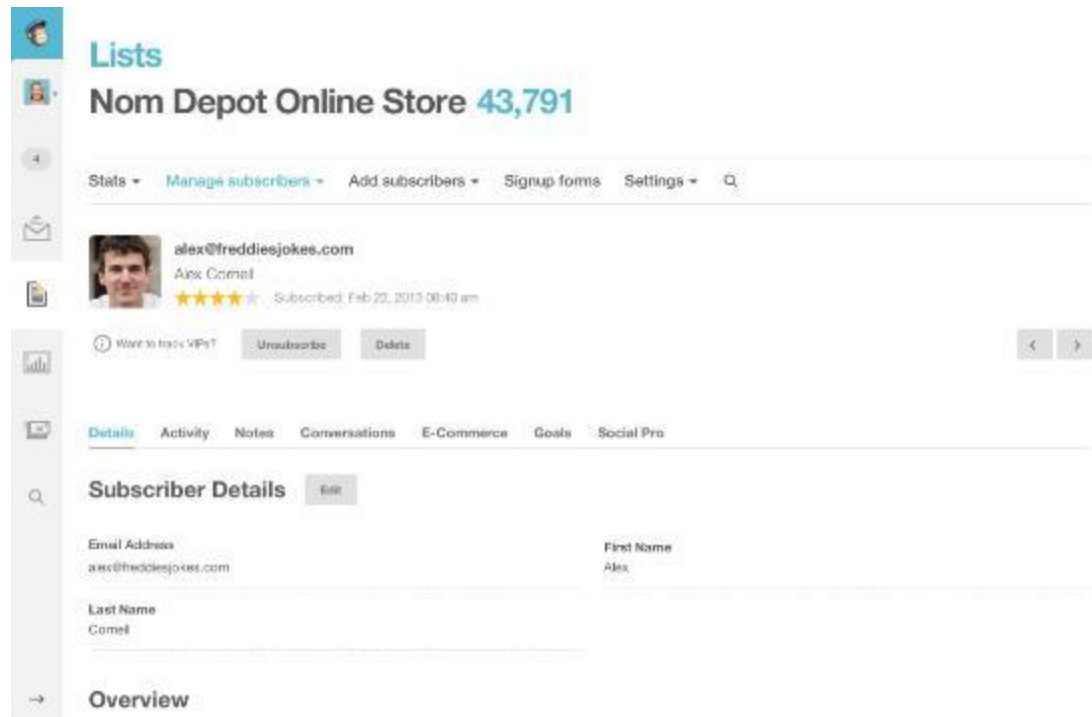 Lists
Nom Depot Online Store 43,791
4
Stats Manage subscribers Add subscribers Signup forms Settings
alex@freddiesjokes.com
Alex Cornell
Subscribed Feb 22, 2013 08:40 am
Want to track VIPs? Unsubscribe Delete
Details Activity Notes Conversations E-Commerce Goals Social Pro
Subscriber Details Edit
Email Address First Name
alex@freddiesjokes.com Alex
Last Name
Cornell
Overview